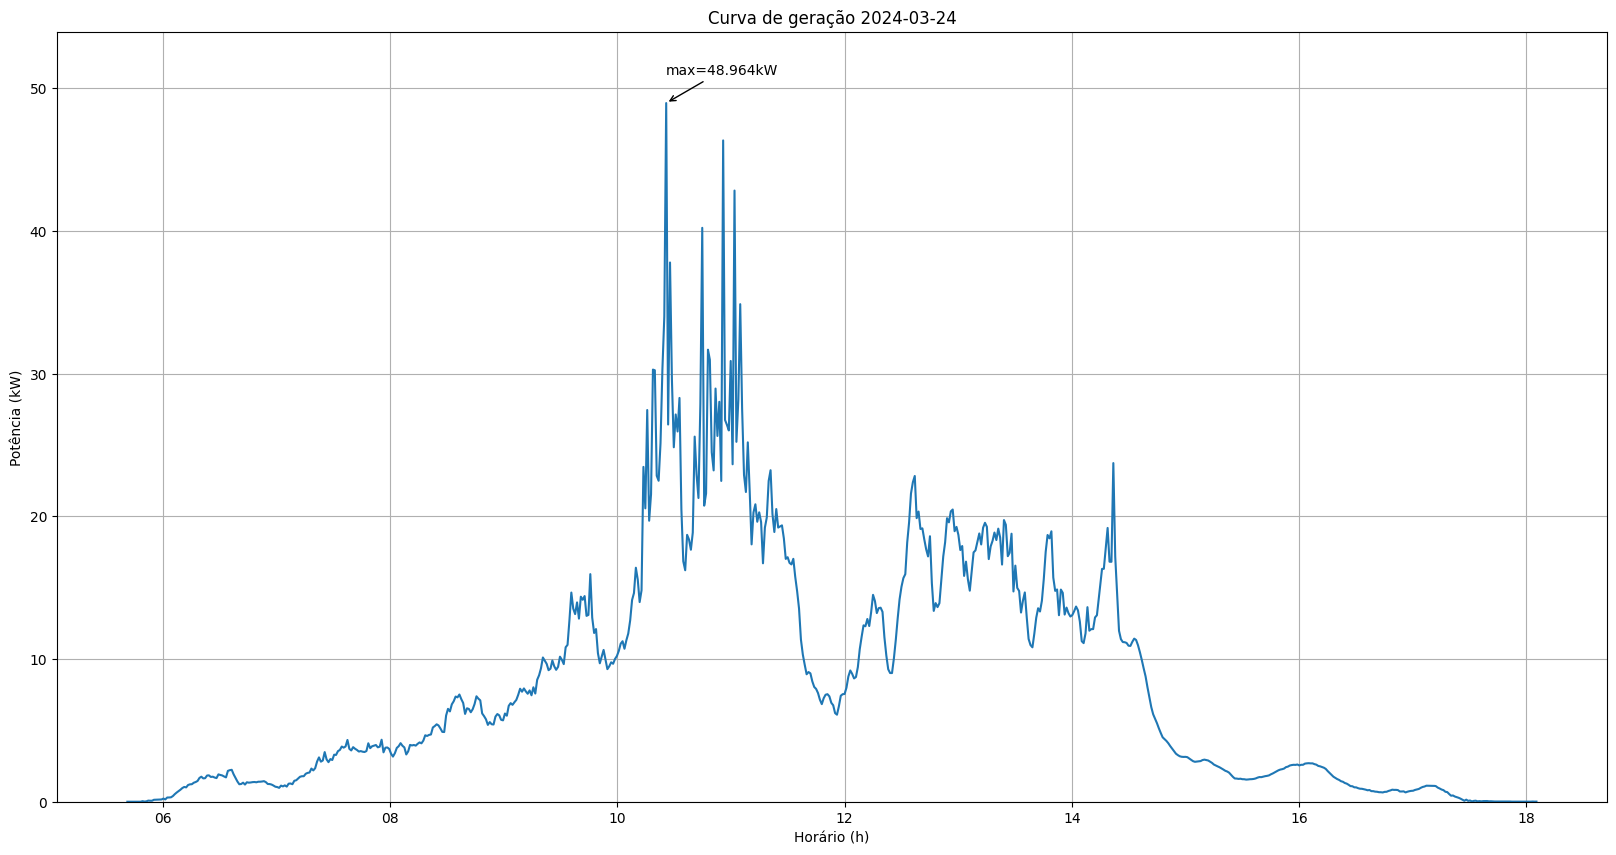 Curva de geração 2024-03-24
max=48.964kW
50
40
30
20
10
0
Potência (kW)
06 08 10 12 14 16 18
Horário (h)